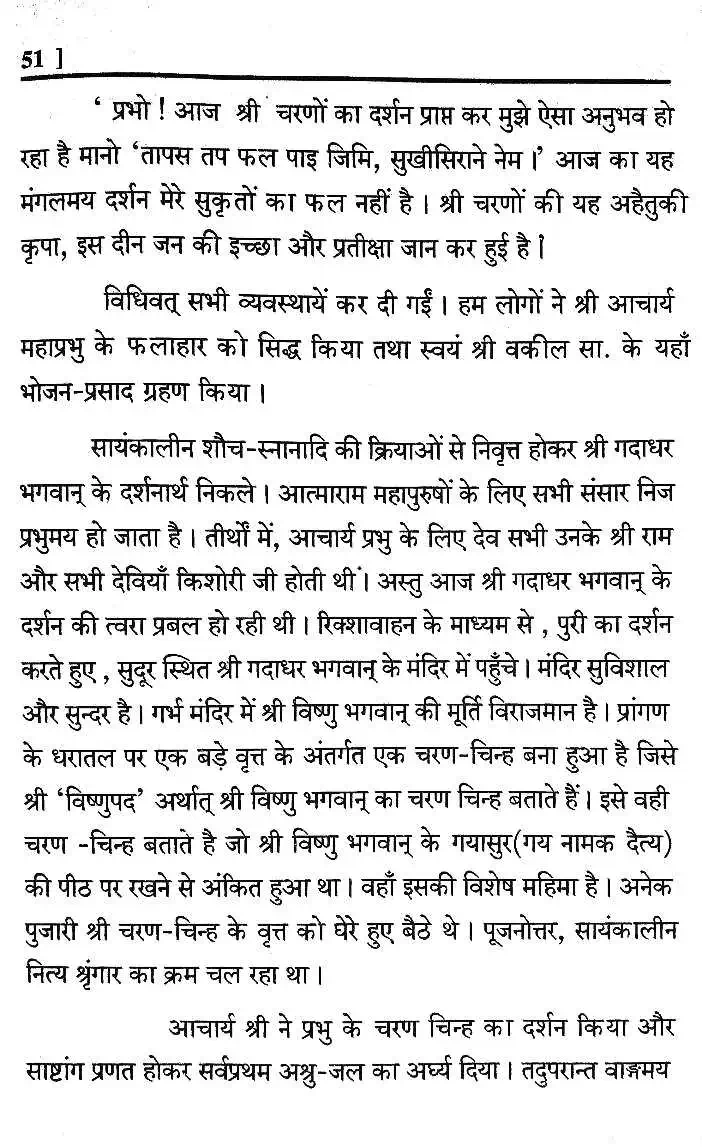 51 ]
‘ प्रभो ! आज श्री चरणों का दर्शन प्राप्त कर मुझे ऐसा अनुभव हो
रहा है मानो ‘तापस तप फल पाइ जिमि, सुखीसिराने नेम।’ आज का यह
मंगलमय दर्शन मेरे सुकृतों का फल नहीं है । श्री चरणों की यह अहैतुकी
कृपा, इस दीन जन की इच्छा और प्रतीक्षा जान कर हुई है।
विधिवत् सभी व्यवस्थायें कर दी गईं । हम लोगों ने श्री आचार्य
महाप्रभु के फलाहार को सिद्ध किया तथा स्वयं श्री वकील सा. के यहाँ
भोजन-प्रसाद ग्रहण किया ।
सायंकालीन शौच-स्नानादि की क्रियाओं से निवृत्त होकर श्री गदाधर
भगवान् के दर्शनार्थ निकले । आत्माराम महापुरुषों के लिए सभी संसार निज
प्रभुमय हो जाता है । तीर्थों में, आचार्य प्रभु के लिए देव सभी उनके श्री राम
और सभी देवियाँ किशोरी जी होती थीं। अस्तु आज श्री गदाधर भगवान् के
दर्शन की त्वरा प्रबल हो रही थी । रिक्शावाहन के माध्यम से , पुरी का दर्शन
करते हुए , सुदूर स्थित श्री गदाधर भगवान् के मंदिर में पहुँचे । मंदिर सुविशाल
और सुन्दर है । गर्भ मंदिर में श्री विष्णु भगवान् की मूर्ति विराजमान है । प्रांगण
के धरातल पर एक बड़े वृत्त के अंतर्गत एक चरण-चिन्ह बना हुआ है जिसे
श्री ‘विष्णुपद’ अर्थात् श्री विष्णु भगवान् का चरण चिन्ह बताते हैं । इसे वही
चरण -चिन्ह बताते है जो श्री विष्णु भगवान् के गयासुर(गय नामक दैत्य)
की पीठ पर रखने से अंकित हुआ था । वहाँ इसकी विशेष महिमा है । अनेक
पुजारी श्री चरण-चिन्ह के वृत्त को घेरे हुए बैठे थे । पूजनोत्तर, सायंकालीन
नित्य श्रृंगार का क्रम चल रहा था ।
आचार्य श्री ने प्रभु के चरण चिन्ह का दर्शन किया और
साष्टांग प्रणत होकर सर्वप्रथम अश्रु-जल का अर्घ्य दिया । तदुपरान्त वाङ्गमय